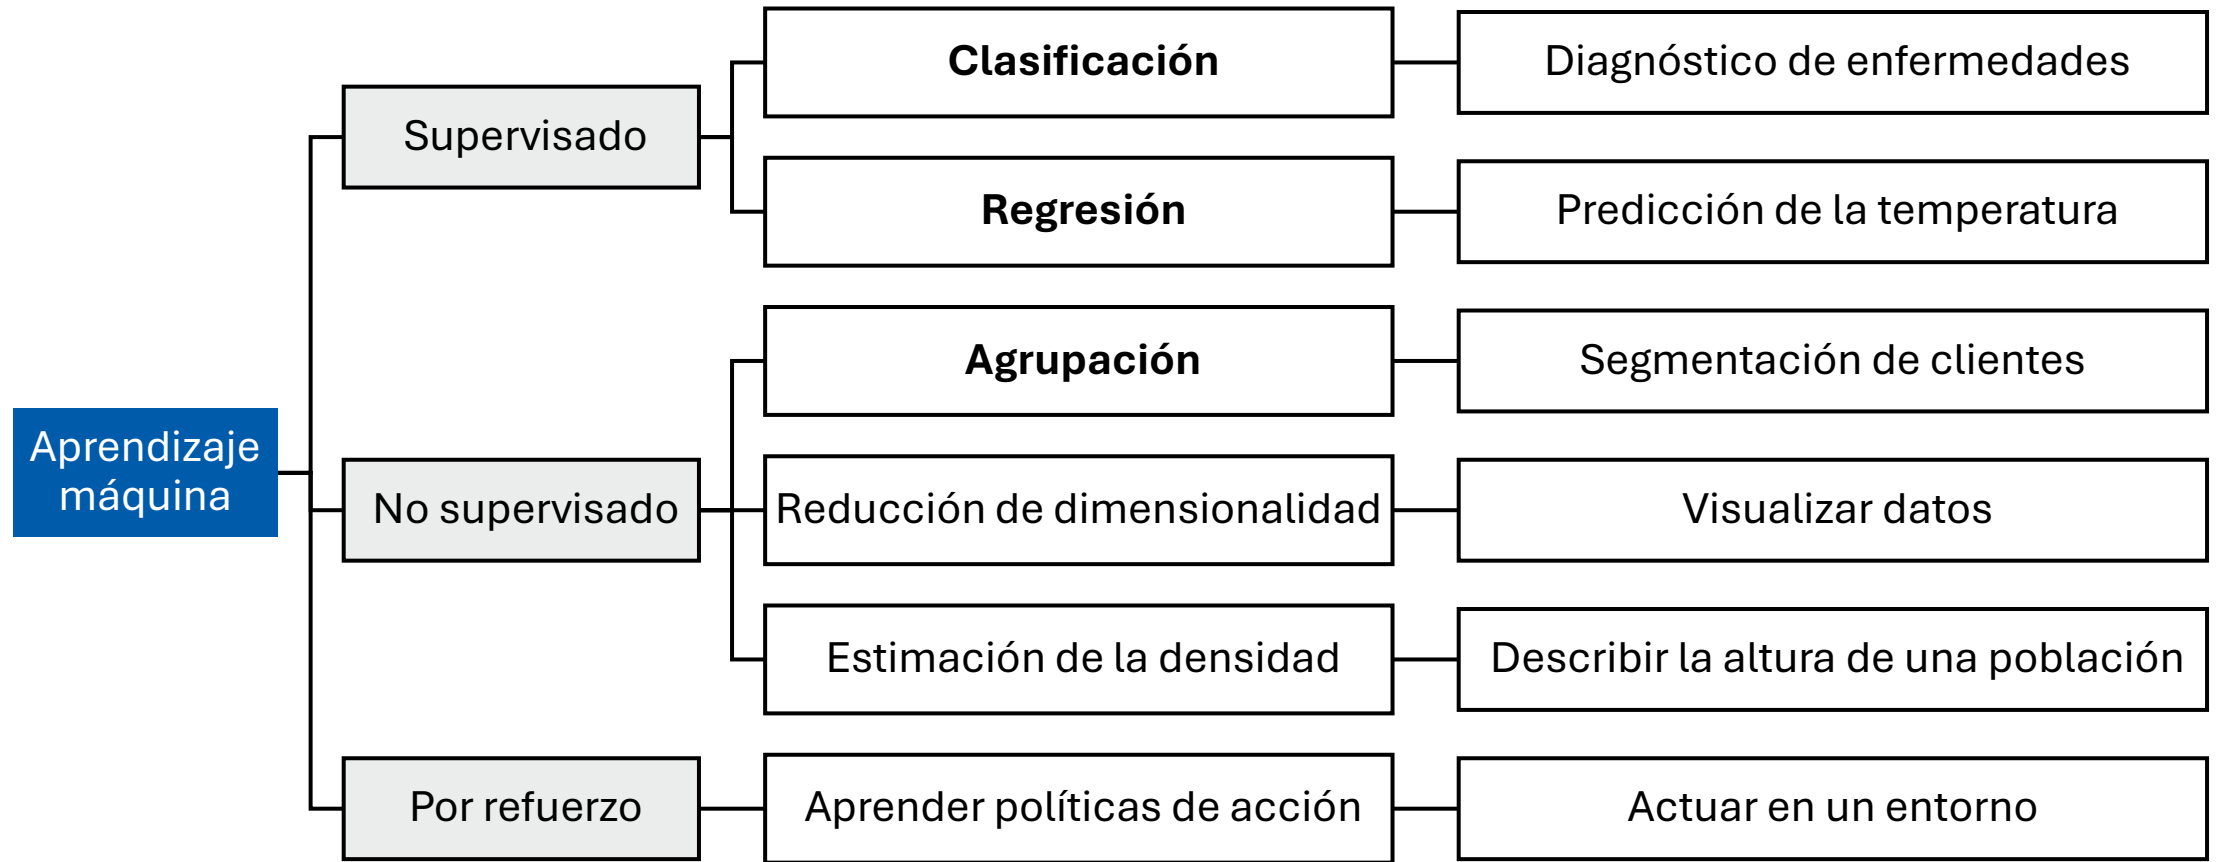 Aprendizaje
máquina
Supervisado
Clasificación
Diagnóstico de enfermedades
Regresión
Predicción de la temperatura
No supervisado
Agrupación
Segmentación de clientes
Reducción de dimensionalidad
Visualizar datos
Estimación de la densidad
Describir la altura de una población
Por refuerzo
Aprender políticas de acción
Actuar en un entorno